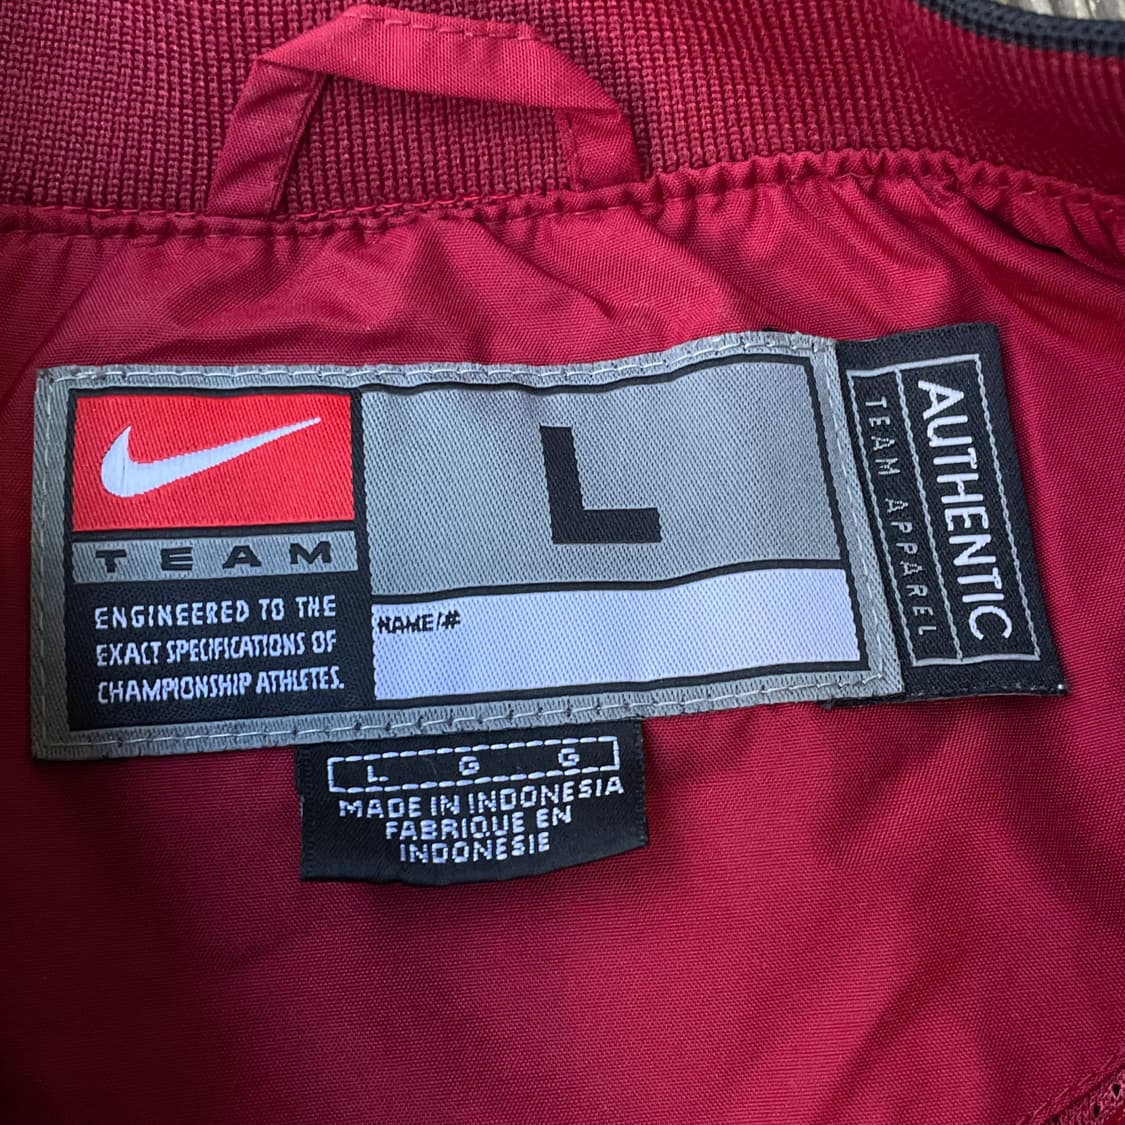 TEAM
ENGINEERED TO THE
EXACT SPECIFICATIONS OF
CHAMPIONSHIP ATHLETES.
L
NAME/#
AUTHENTIC
TEAM APPAREL
L G G
MADE IN INDONESIA
FABRIQUE EN
INDONESIE